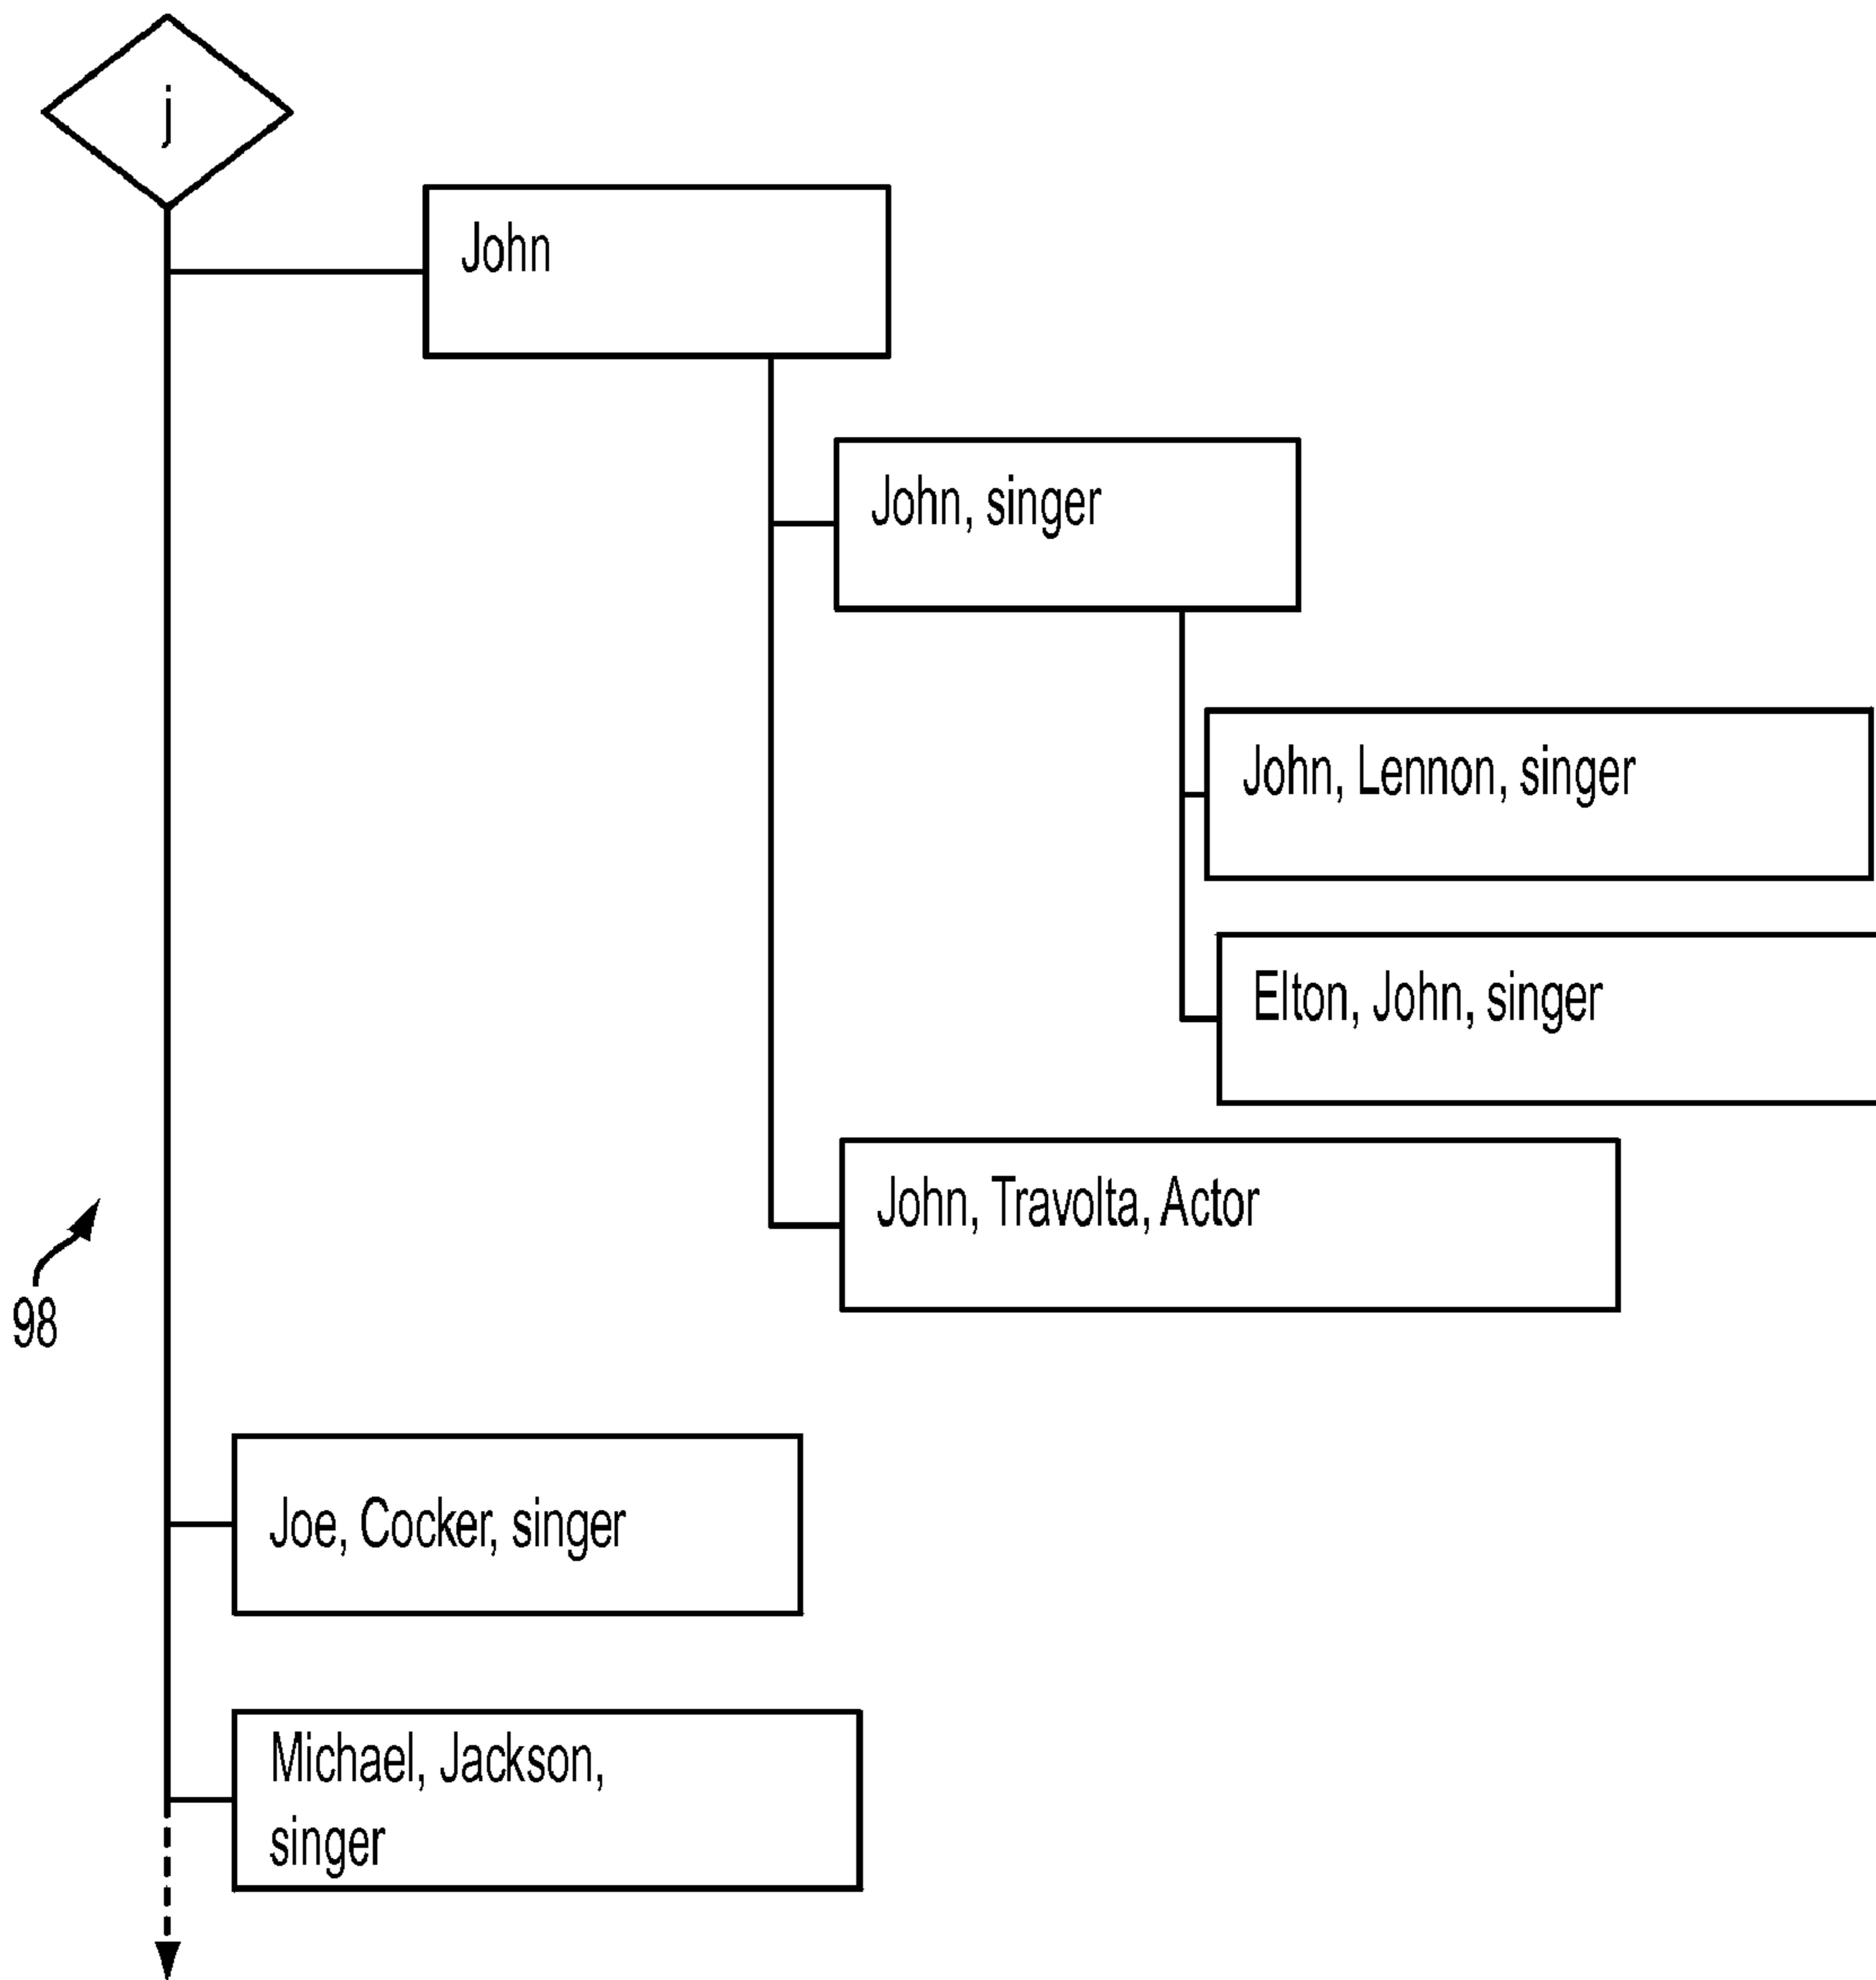 j
John
John, singer
John, Lennon, singer
Elton, John, singer
John, Travolta, Actor
98
Joe, Cocker, singer
Michael, Jackson,
singer